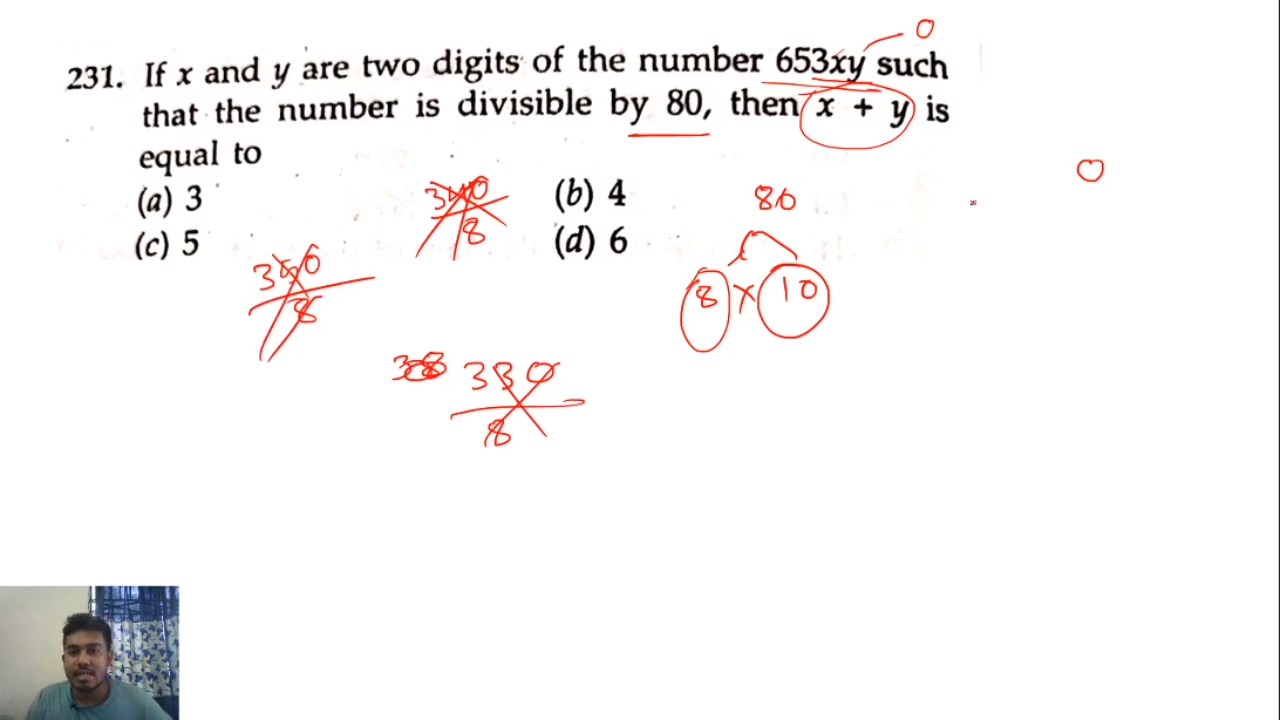 0
231. If x and y are two digits of the number 653xy such
that the number is divisible by 80, then x + y is
equal to
(a) 3
(b) 4
(c) 5
(d) 6
340
8
80
0
8 x 10
8
330
8